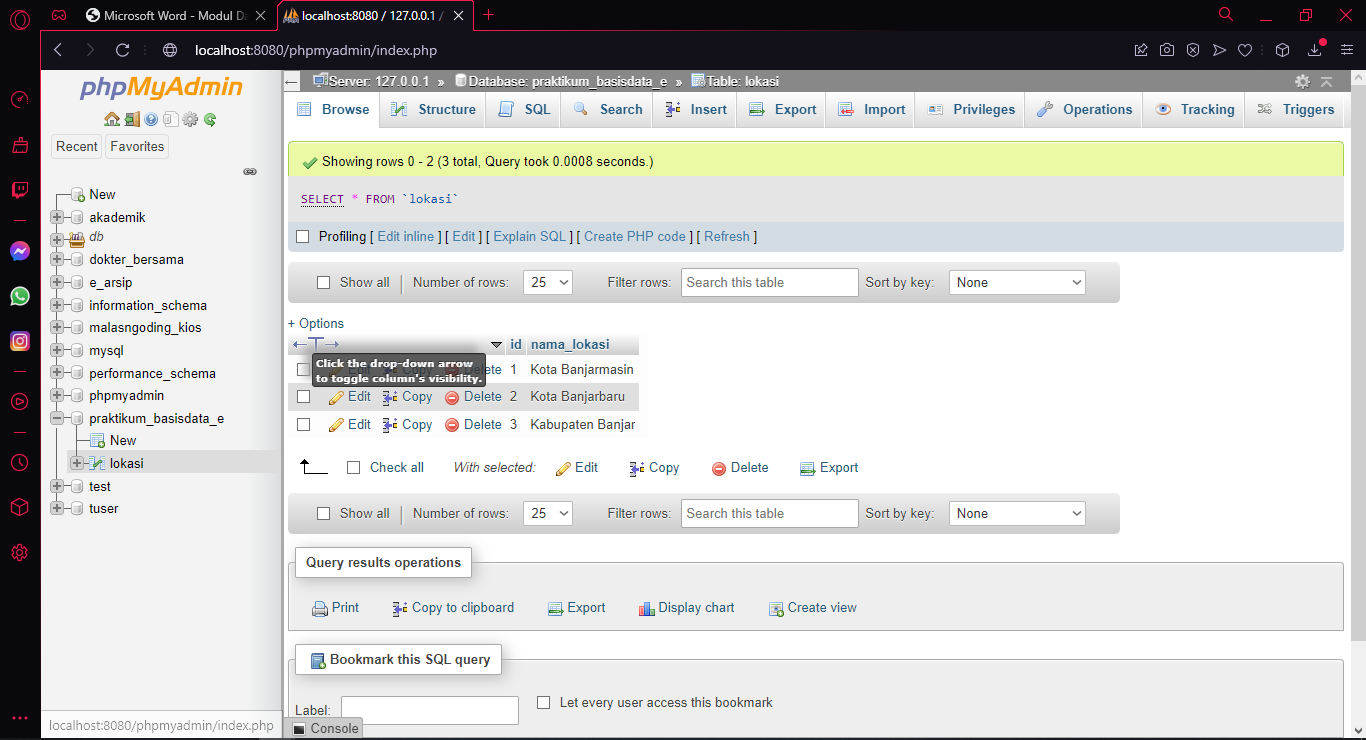 Microsoft Word - Modul Da
localhost:8080 / 127.0.0.1 /
localhost:8080/phpmyadmin/index.php
phpMyAdmin
Recent
Favorites
New
akademik
db
dokter_bersama
e_arsip
information_schema
malasngoding_kios
mysql
performance_schema
phpmyadmin
praktikum_basisdata_e
New
lokasi
test
tuser
localhost:8080/phpmyadmin/index.php
Server: 127.0.0.1 » Database: praktikum_basisdata_e » Table: lokasi
Browse Structure SQL Search Insert Export Import Privileges Operations Tracking Triggers
Showing rows 0 - 2 (3 total, Query took 0.0008 seconds.)
SELECT * FROM `lokasi`
Profiling [ Edit inline ] [ Edit ] [ Explain SQL ] [ Create PHP code ] [ Refresh ]
Show all | Number of rows: 25 Filter rows: Search this table Sort by key: None
+ Options
←T→ id nama_lokasi
Click the drop-down arrow
to toggle column's visibility.
Edit Copy Delete 1 Kota Banjarmasin
Edit Copy Delete 2 Kota Banjarbaru
Edit Copy Delete 3 Kabupaten Banjar
Check all With selected: Edit Copy Delete Export
Show all | Number of rows: 25 Filter rows: Search this table Sort by key: None
Query results operations
Print Copy to clipboard Export Display chart Create view
Bookmark this SQL query
Label: Let every user access this bookmark
Console